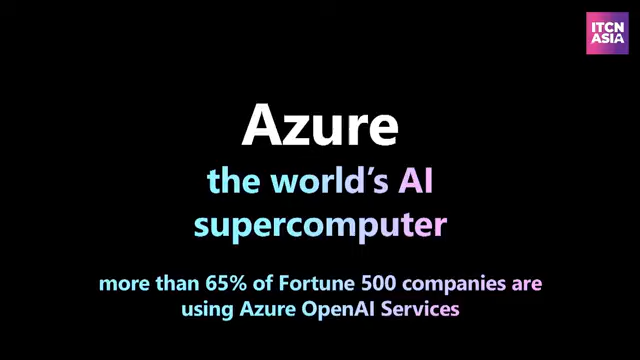 ITCN
ASIA
Azure
the world's AI
supercomputer
more than 65% of Fortune 500 companies are
using Azure OpenAI Services